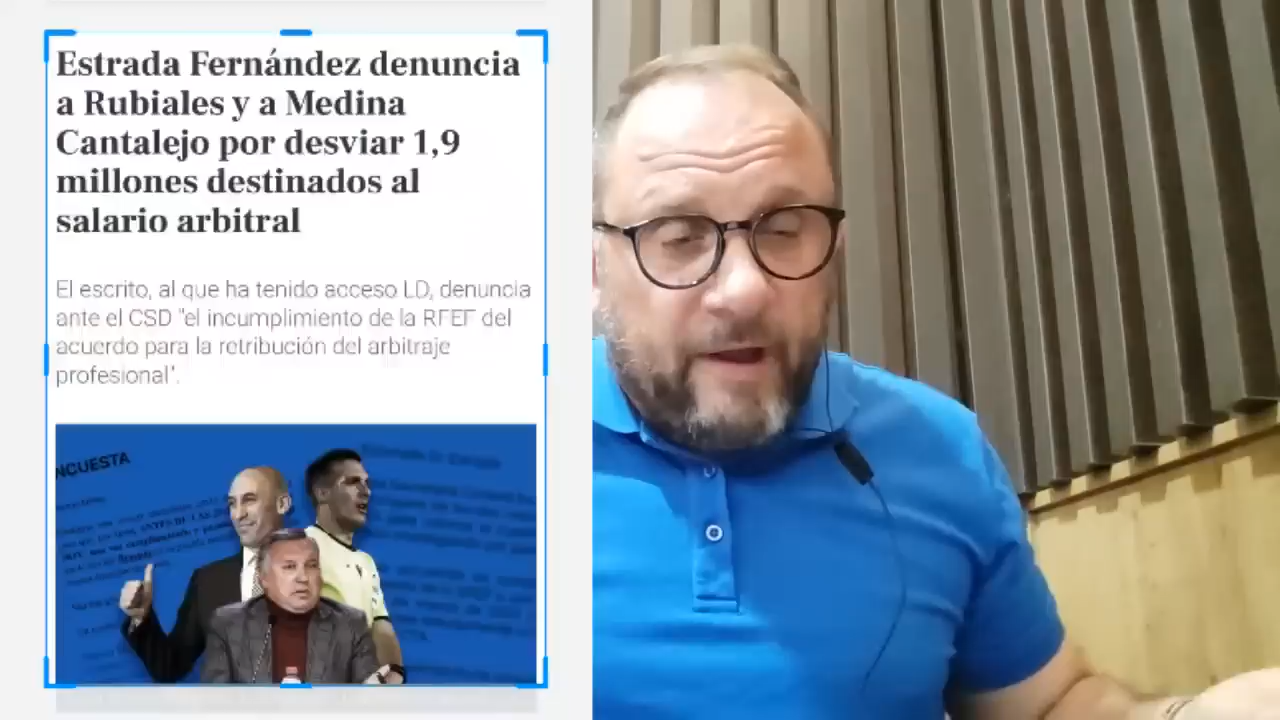 Estrada Fernández denuncia
a Rubiales y a Medina
Cantalejo por desviar 1,9
millones destinados al
salario arbitral
El escrito, al que ha tenido acceso LD, denuncia
ante el CSD "el incumplimiento de la RFEF del
acuerdo para la retribución del arbitraje
profesional".
NCUESTA